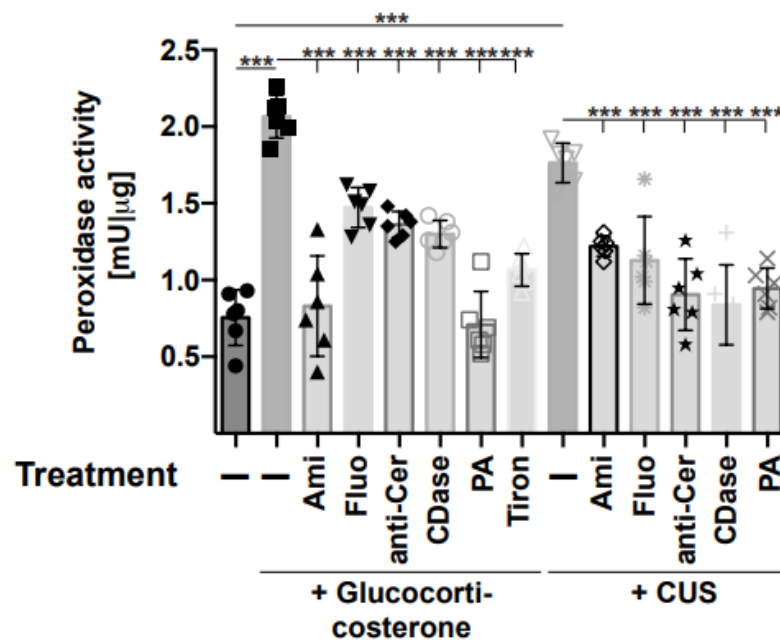 ***
*** *** *** *** *** *** ***
*** *** *** *** ***
Peroxidase activity
[mU|µg]
2.5
2.0
1.5
1.0
0.5
Treatment
– – Ami Fluo anti-Cer CDase PA Tiron – Ami Fluo anti-Cer CDase PA
+ Glucocorti-
costerone
+ CUS